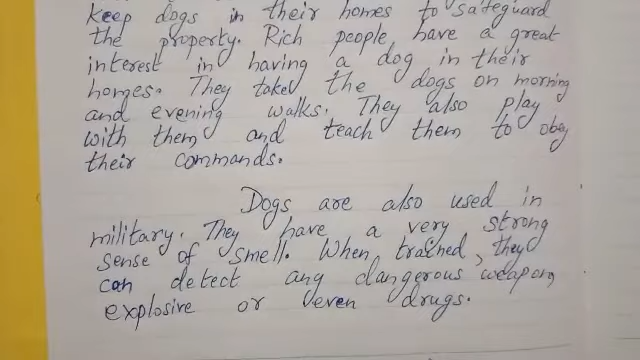 keep dogs in their homes to safeguard
the property. Rich people, have a great
interest in having a dog in their
homes. They take the dogs on morning
and evening walks. They also play
with them and teach them to obey
their commands.
Dogs are also used in
military. They have a very strong
sense of smell. When trained, they
can detect any dangerous weapon,
explosive or even drugs.